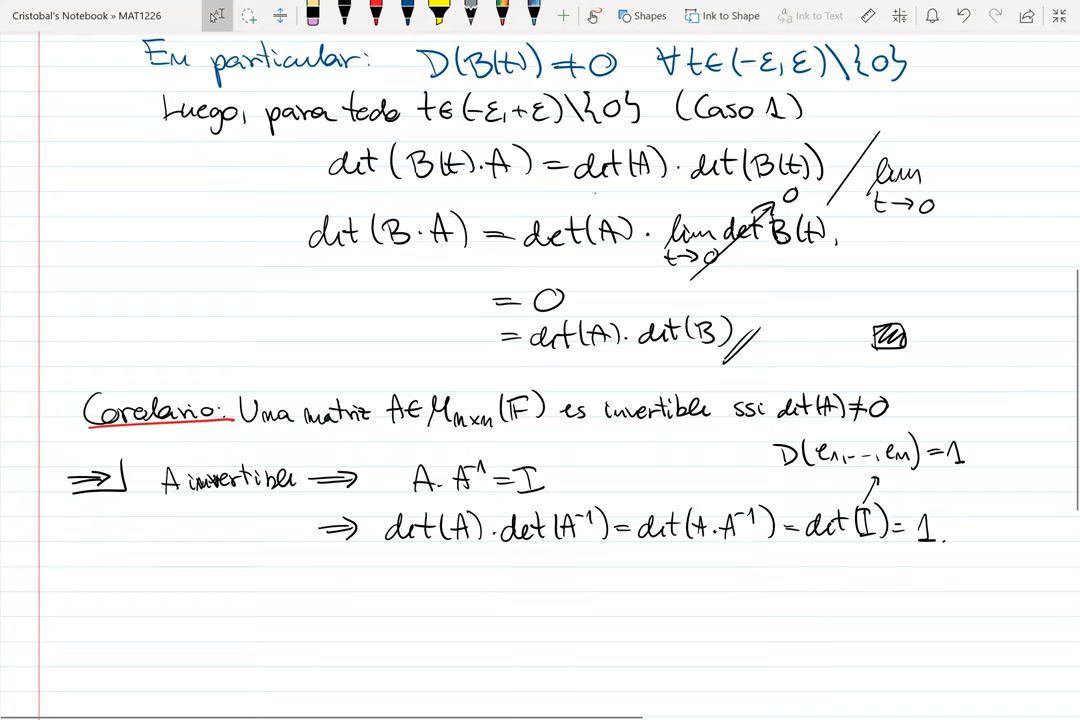 Cristobal's Notebook » MAT1226
Shapes
Ink to Shape
Ink to Text
En particular: D(B(t)) ≠ 0 ∀t∈(-ε,ε)\{0}
Luego, para todo t∈(-ε,+ε)\{0} (Caso 1)
det(B(t)·A) = det(A)·det(B(t)) / lim t→0
det(B·A) = det(A)· lim t→0 det B(t). 0
= 0
= det(A)·det(B)//
Corolario: Una matriz A∈M_{n×n}(F) es invertible ssi det(A)≠0
D(e_1,--,e_n)=1
⟹] A invertible ⟹ A·A^{-1}=I
⟹ det(A)·det(A^{-1})=det(A·A^{-1})=det(I)=1.